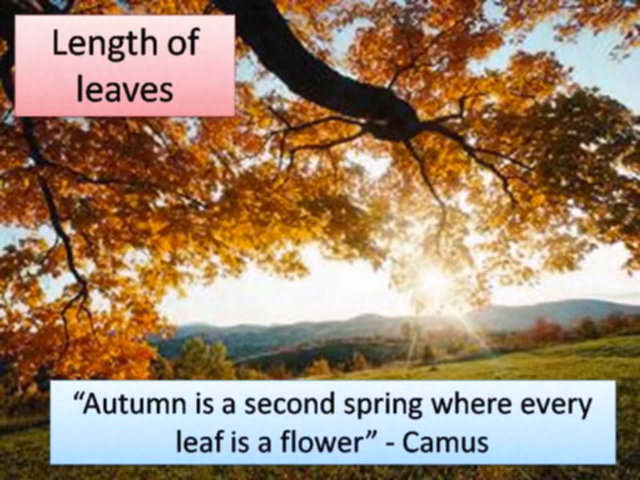 Length of
leaves
“Autumn is a second spring where every
leaf is a flower” - Camus